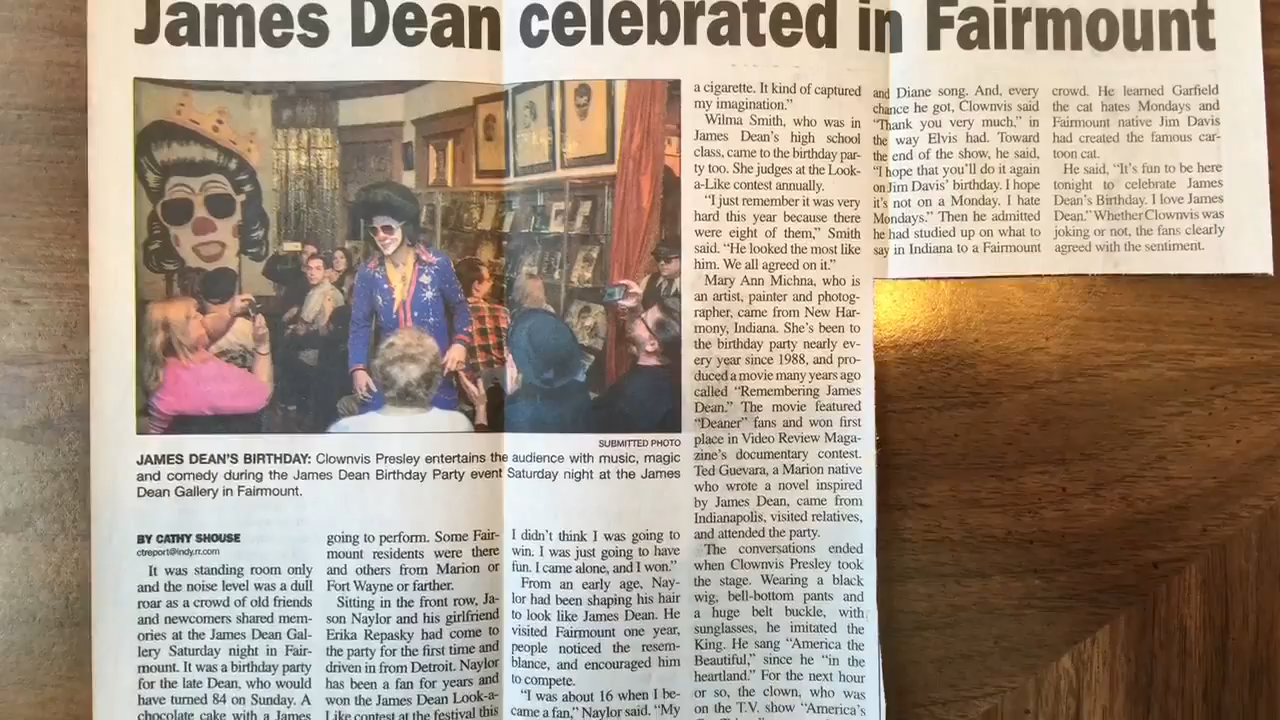 James Dean celebrated in Fairmount
SUBMITTED PHOTO
JAMES DEAN'S BIRTHDAY: Clownvis Presley entertains the audience with music, magic
and comedy during the James Dean Birthday Party event Saturday night at the James
Dean Gallery in Fairmount.
BY CATHY SHOUSE
ctreport@indy.rr.com
It was standing room only
and the noise level was a dull
roar as a crowd of old friends
and newcomers shared mem-
ories at the James Dean Gal-
lery Saturday night in Fair-
mount. It was a birthday party
for the late Dean, who would
have turned 84 on Sunday. A
chocolate cake with a James
going to perform. Some Fair-
mount residents were there
and others from Marion or
Fort Wayne or farther.
Sitting in the front row, Ja-
son Naylor and his girlfriend
Erika Repasky had come to
the party for the first time and
driven in from Detroit. Naylor
has been a fan for years and
won the James Dean Look-a-
Like contest at the festival this
I didn't think I was going to
win. I was just going to have
fun. I came alone, and I won."
From an early age, Nay-
lor had been shaping his hair
to look like James Dean. He
visited Fairmount one year,
people noticed the resem-
blance, and encouraged him
to compete.
"I was about 16 when I be-
came a fan," Naylor said. "My
a cigarette. It kind of captured
my imagination."
Wilma Smith, who was in
James Dean's high school
class, came to the birthday par-
ty too. She judges at the Look-
a-Like contest annually.
"I just remember it was very
hard this year because there
were eight of them," Smith
said. "He looked the most like
him. We all agreed on it."
Mary Ann Michna, who is
an artist, painter and photog-
rapher, came from New Har-
mony, Indiana. She's been to
the birthday party nearly ev-
ery year since 1988, and pro-
duced a movie many years ago
called "Remembering James
Dean." The movie featured
"Deaner" fans and won first
place in Video Review Maga-
zine's documentary contest.
Ted Guevara, a Marion native
who wrote a novel inspired
by James Dean, came from
Indianapolis, visited relatives,
and attended the party.
The conversations ended
when Clownvis Presley took
the stage. Wearing a black
wig, bell-bottom pants and
a huge belt buckle, with
sunglasses, he imitated the
King. He sang "America the
Beautiful," since he "in the
heartland." For the next hour
or so, the clown, who was
on the T.V. show "America's
and Diane song. And, every
chance he got, Clownvis said
"Thank you very much," in
the way Elvis had. Toward
the end of the show, he said,
"I hope that you'll do it again
on Jim Davis' birthday. I hope
it's not on a Monday. I hate
Mondays." Then he admitted
he had studied up on what to
say in Indiana to a Fairmount
crowd. He learned Garfield
the cat hates Mondays and
Fairmount native Jim Davis
had created the famous car-
toon cat.
He said, "It's fun to be here
tonight to celebrate James
Dean's Birthday. I love James
Dean." Whether Clownvis was
joking or not, the fans clearly
agreed with the sentiment.